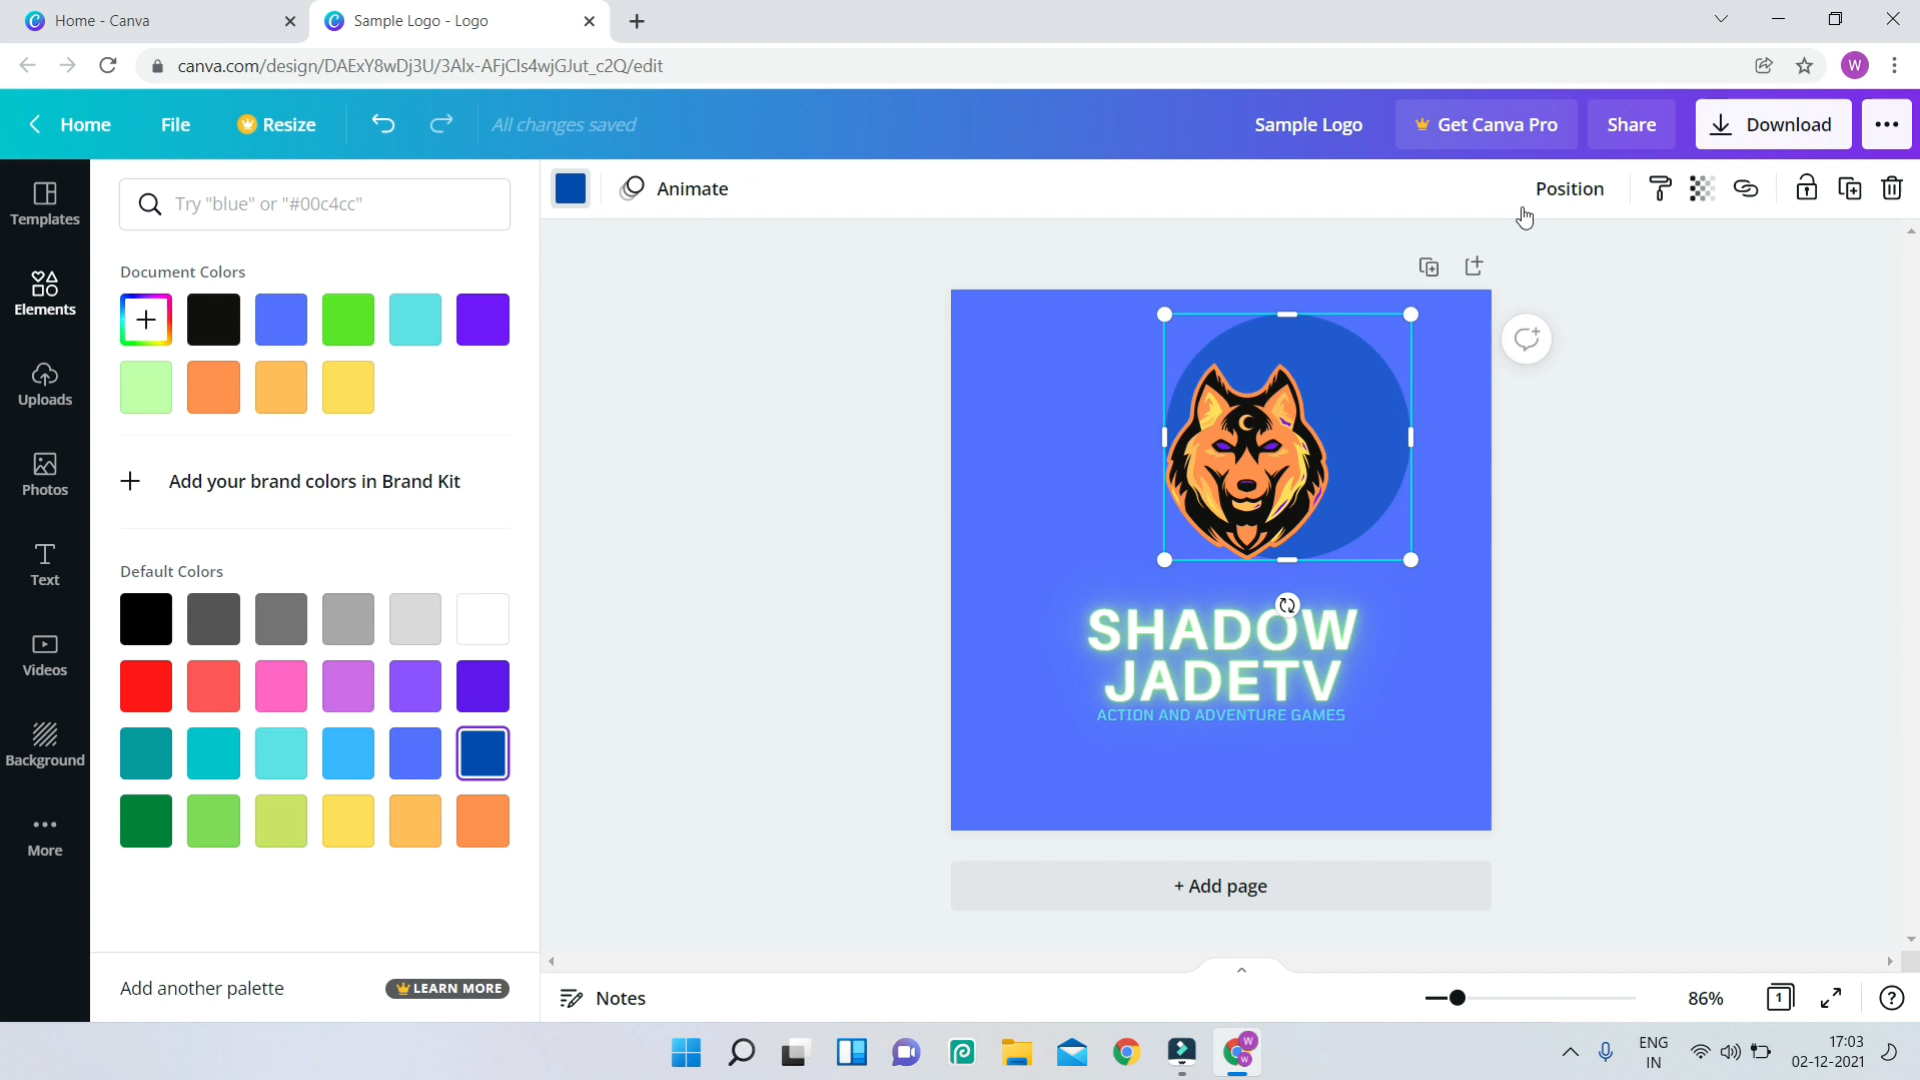 Home - Canva
Sample Logo - Logo
canva.com/design/DAExY8wDj3U/3Alx-AFjCIs4wjGJut_c2Q/edit
W
Home
File
Resize
All changes saved
Sample Logo
Get Canva Pro
Share
Download
Templates
Elements
Uploads
Photos
Text
Videos
Background
More
Try "blue" or "#00c4cc"
Document Colors
Add your brand colors in Brand Kit
Default Colors
Add another palette
LEARN MORE
Animate
Position
SHADOW
JADETV
ACTION AND ADVENTURE GAMES
+ Add page
Notes
86%
1
?
W
W
ENG
IN
17:03
02-12-2021